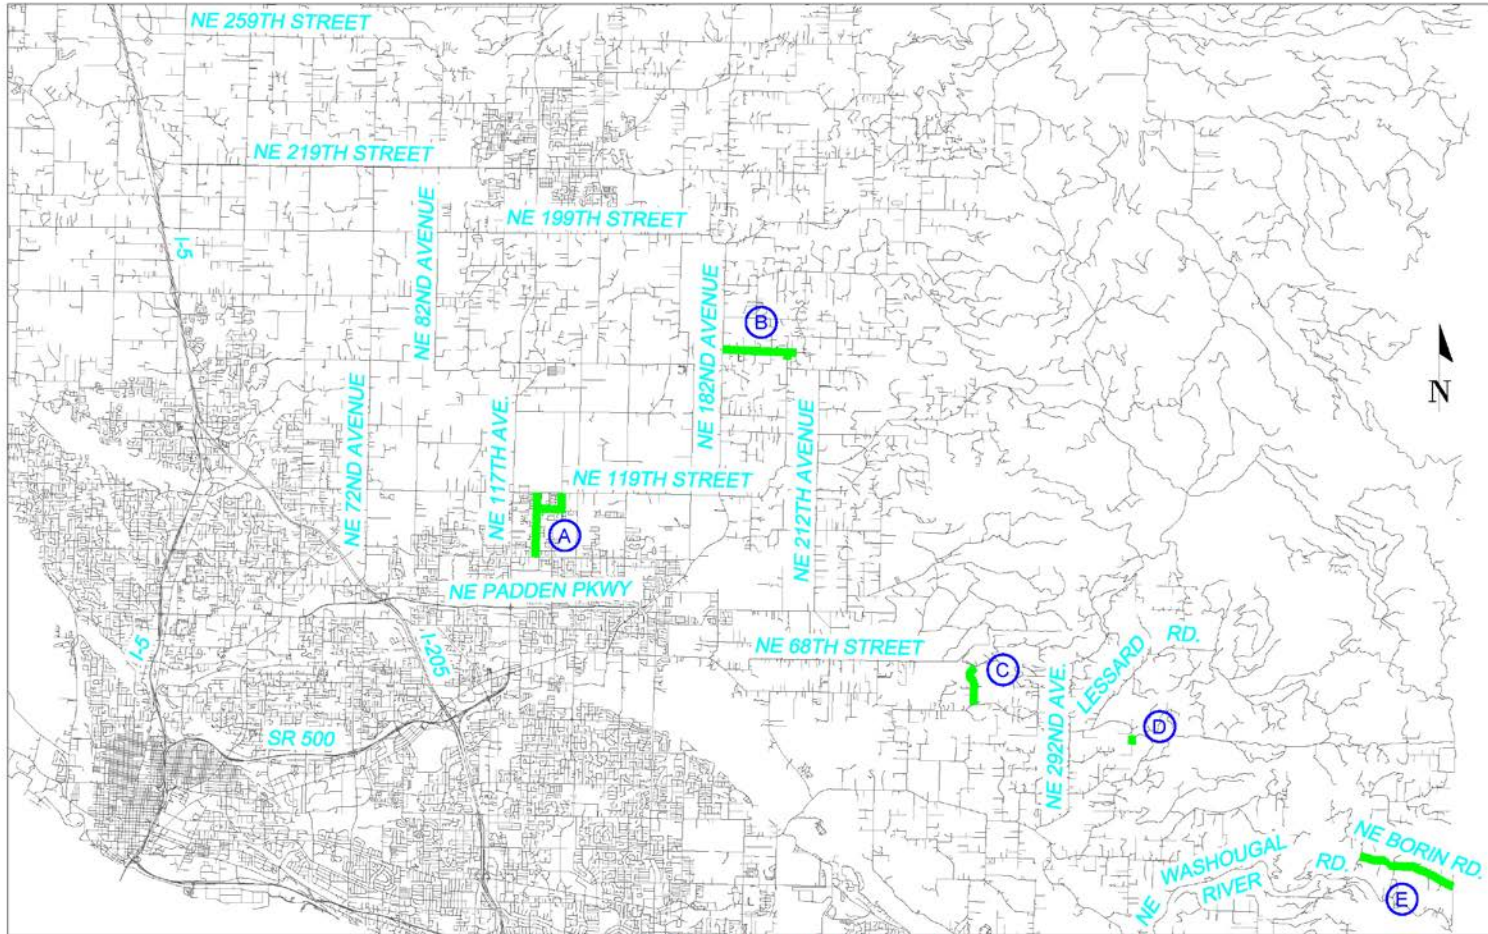 NE 259TH STREET
NE 219TH STREET
NE 199TH STREET
I-5
NE 82ND AVENUE
NE 182ND AVENUE
B
N
NE 72ND AVENUE
NE 117TH AVE.
NE 212TH AVENUE
NE 119TH STREET
A
NE PADDEN PKWY
I-5
I-205
NE 68TH STREET
C
NE 292ND AVE.
LESSARD
RD.
D
SR 500
NE
WASHOUGAL
RIVER
RD.
NE BORIN RD.
E